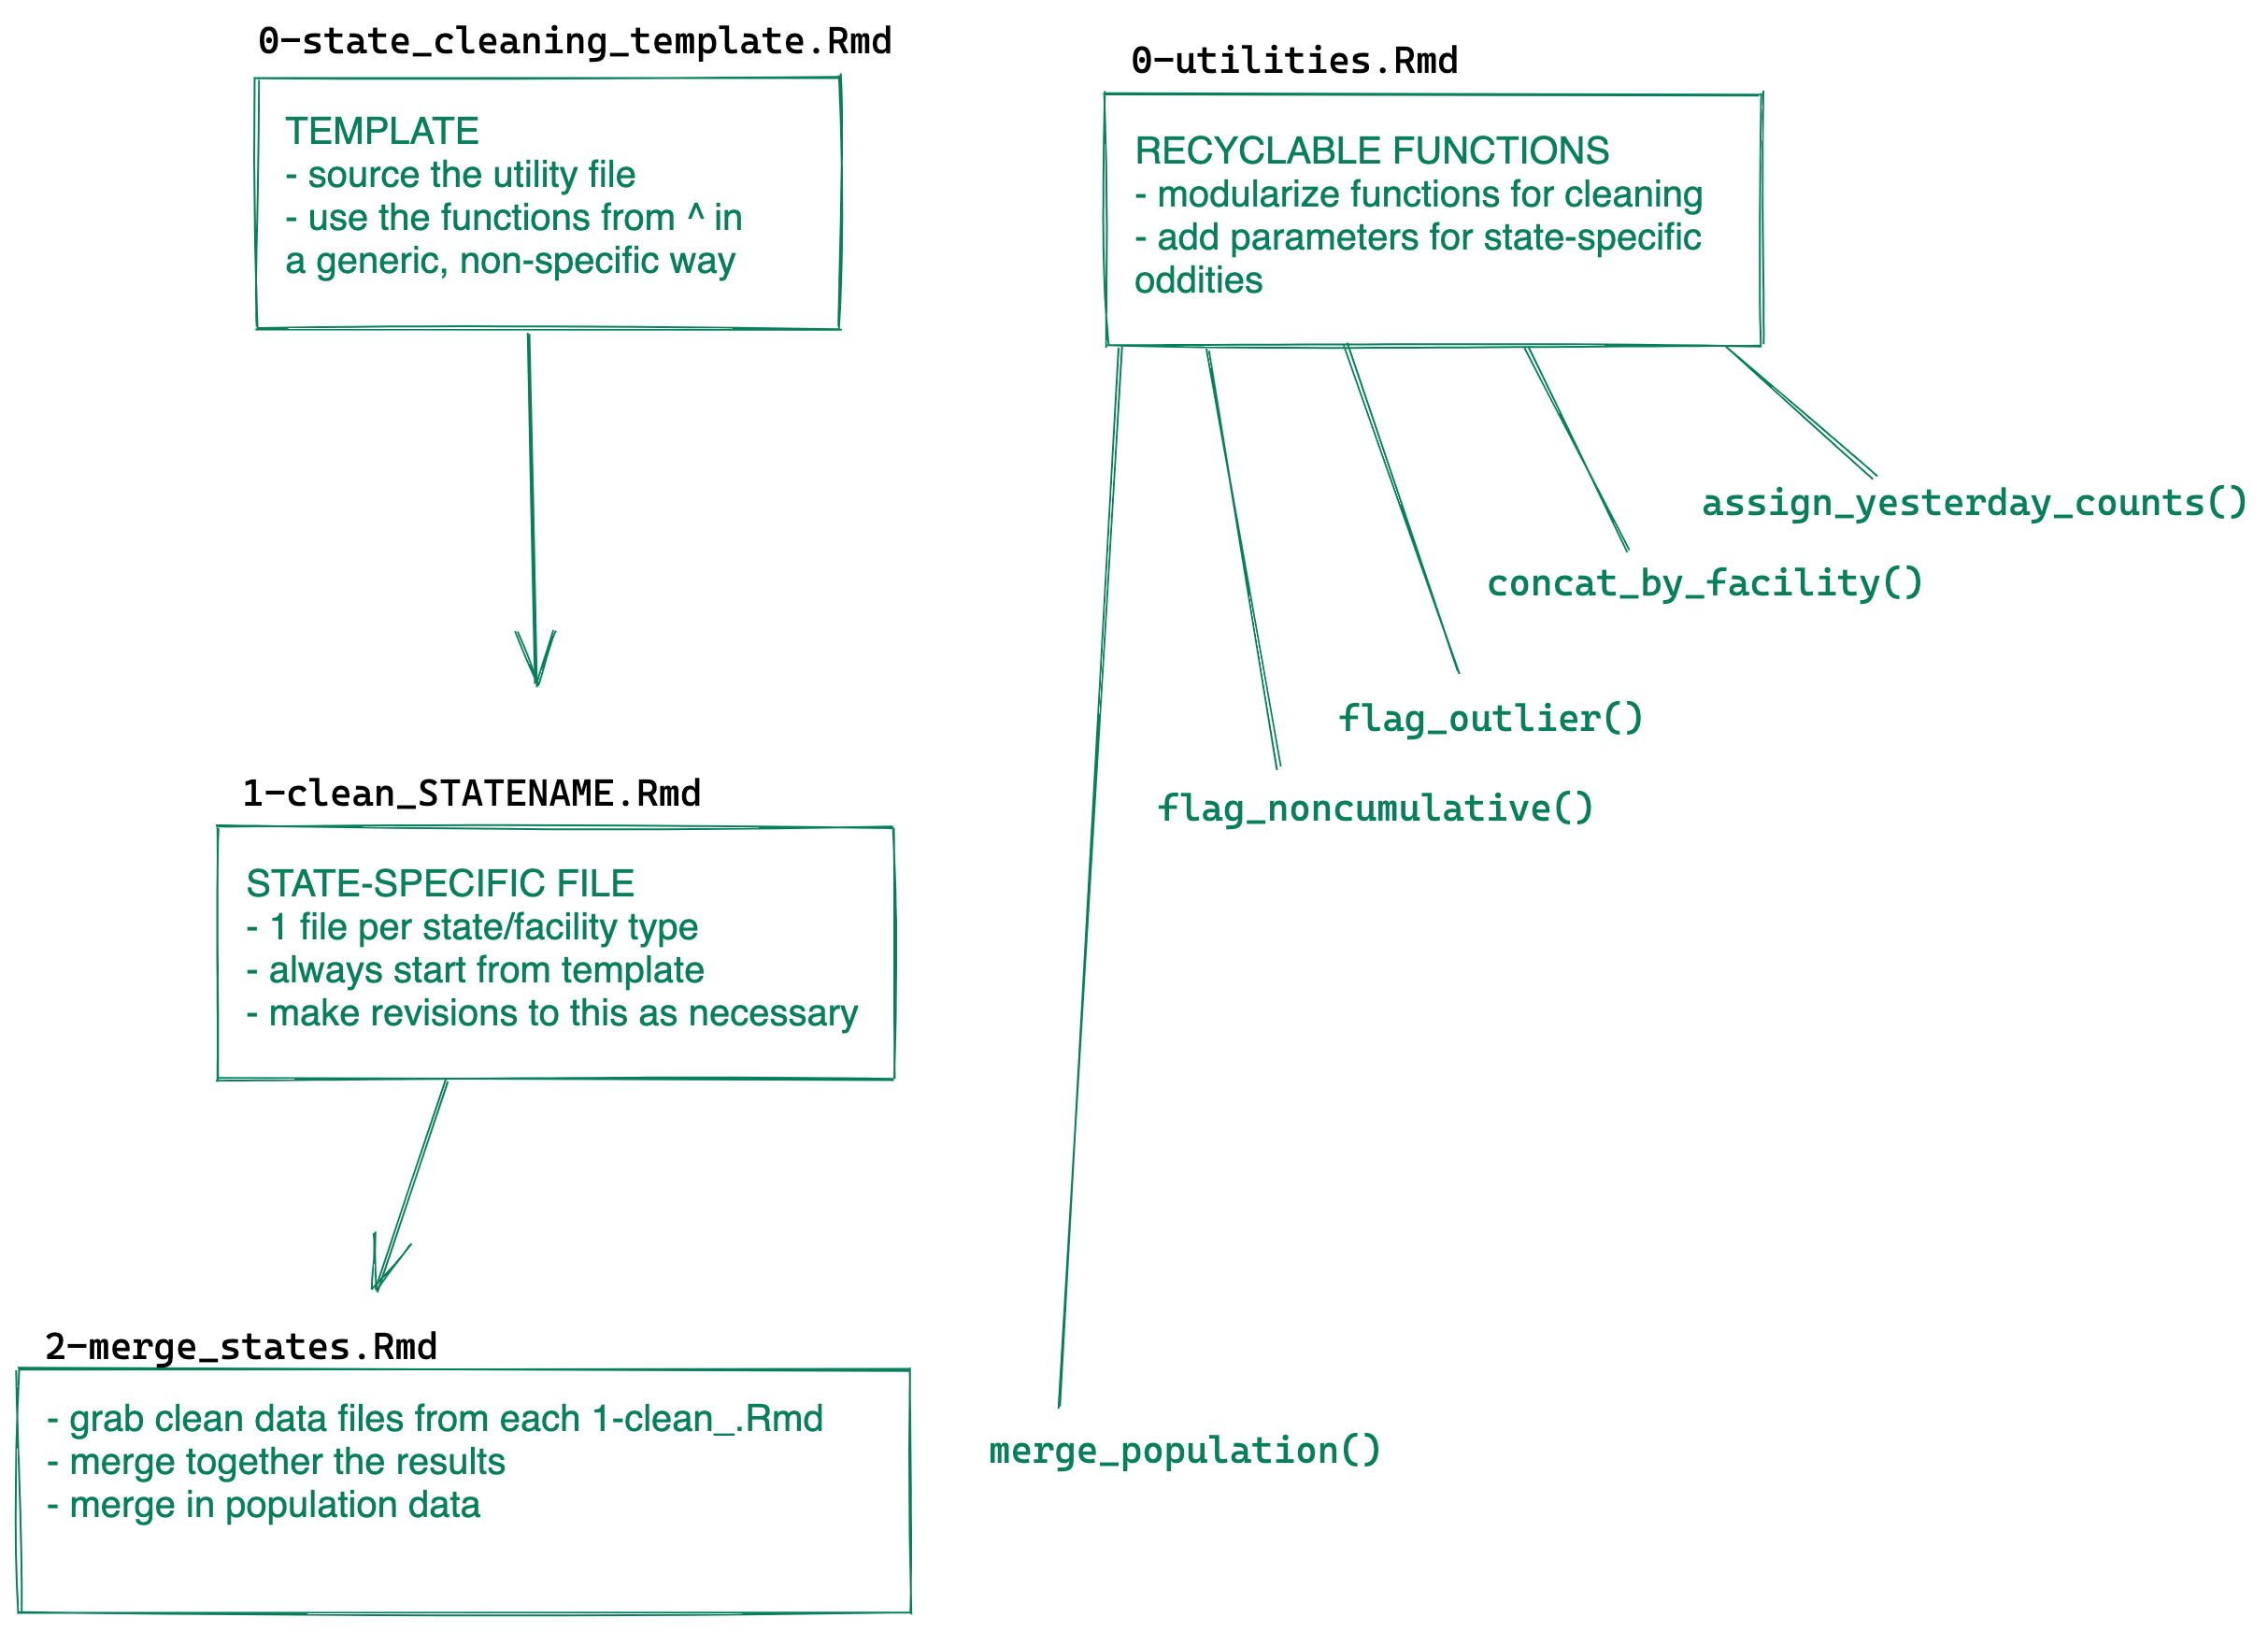 0-state_cleaning_template.Rmd
TEMPLATE
- source the utility file
- use the functions from ^ in
a generic, non-specific way
0-utilities.Rmd
RECYCLABLE FUNCTIONS
- modularize functions for cleaning
- add parameters for state-specific
oddities
assign_yesterday_counts()
concat_by_facility()
flag_outlier()
flag_noncumulative()
1-clean_STATENAME.Rmd
STATE-SPECIFIC FILE
- 1 file per state/facility type
- always start from template
- make revisions to this as necessary
2-merge_states.Rmd
- grab clean data files from each 1-clean_.Rmd
- merge together the results
- merge in population data
merge_population()